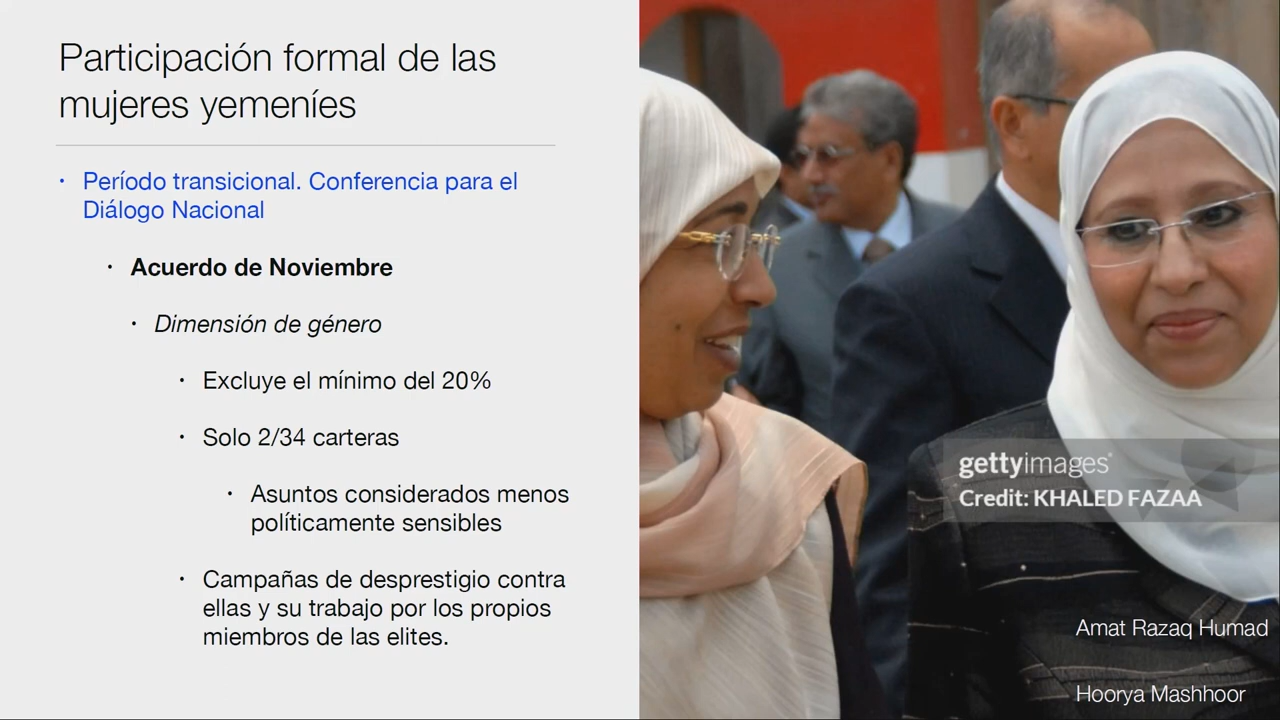 Participación formal de las
mujeres yemeníes
• Período transicional. Conferencia para el
Diálogo Nacional
• Acuerdo de Noviembre
• Dimensión de género
• Excluye el mínimo del 20%
• Solo 2/34 carteras
• Asuntos considerados menos
políticamente sensibles
• Campañas de desprestigio contra
ellas y su trabajo por los propios
miembros de las elites.
gettyimages®
Credit: KHALED FAZAA
Amat Razaq Humad
Hoorya Mashhoor